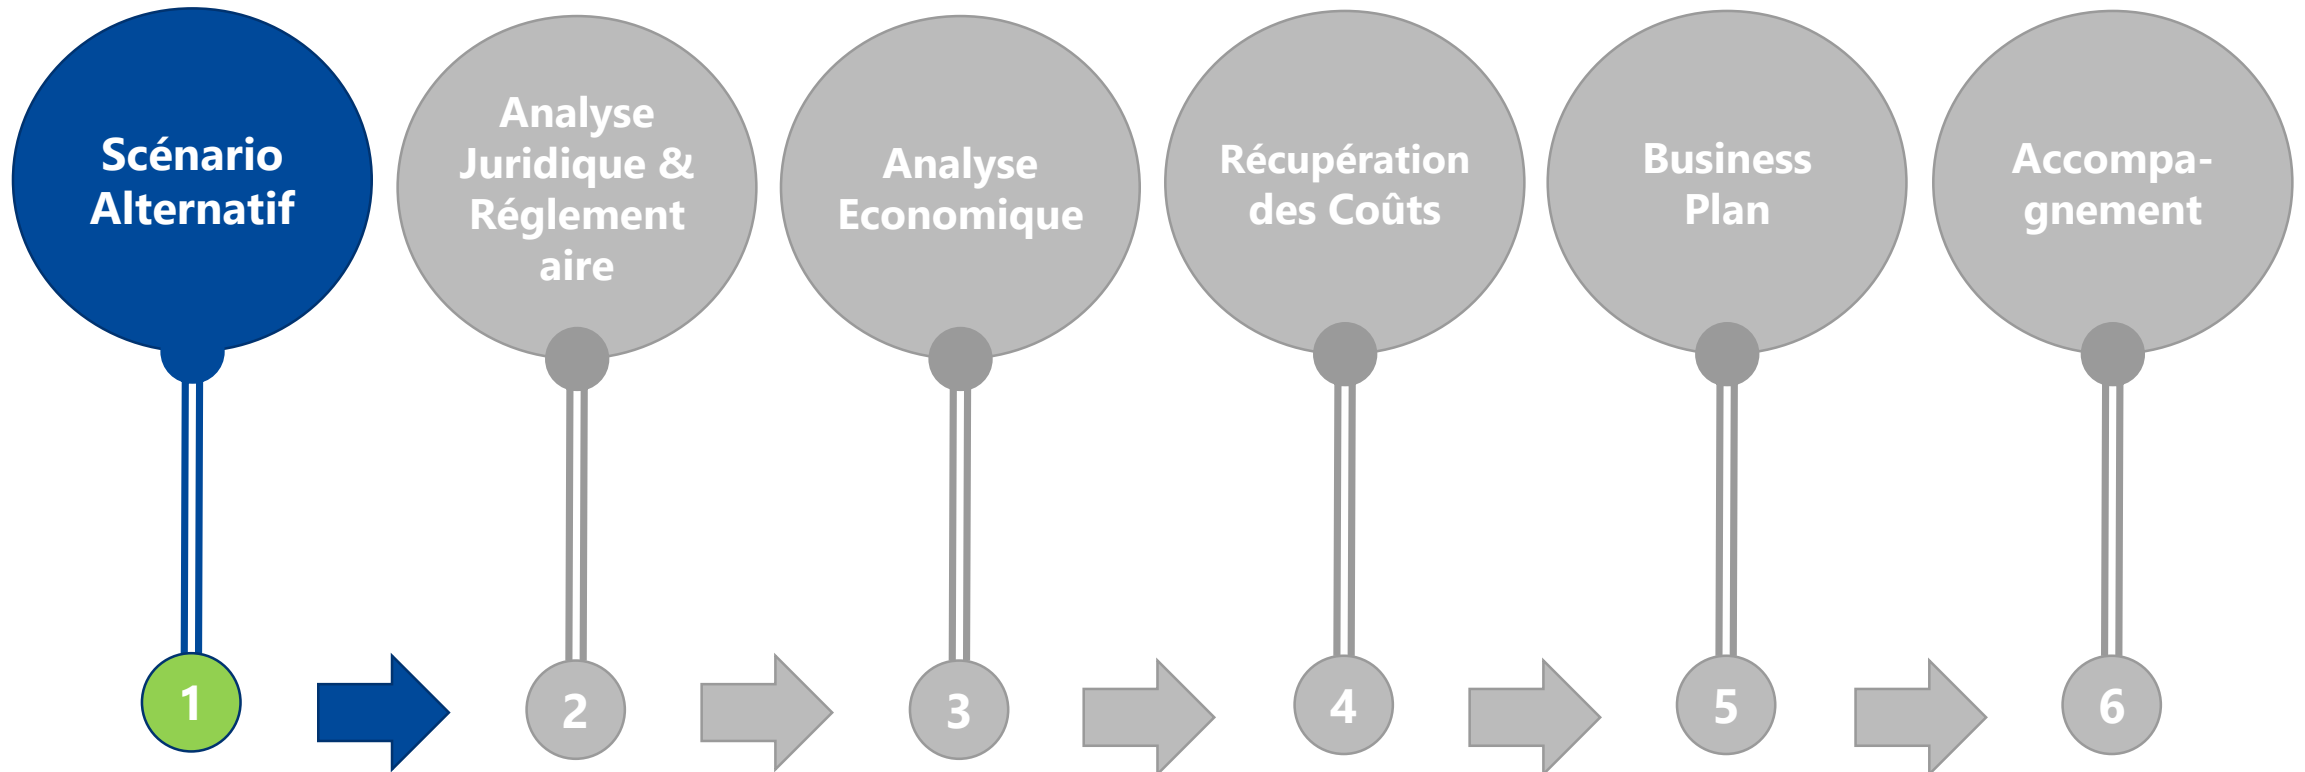 Scénario
Alternatif
Analyse
Juridique &
Réglement
aire
Analyse
Economique
Récupération
des Coûts
Business
Plan
Accompa-
gnement
1
2
3
4
5
6